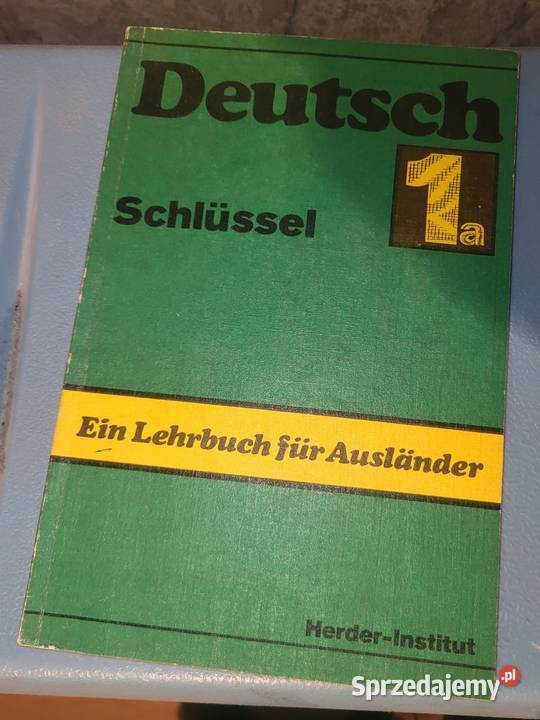 Deutsch
1a
Schlüssel
Ein Lehrbuch für Ausländer
Herder-Institut
Sprzedajemy.pl